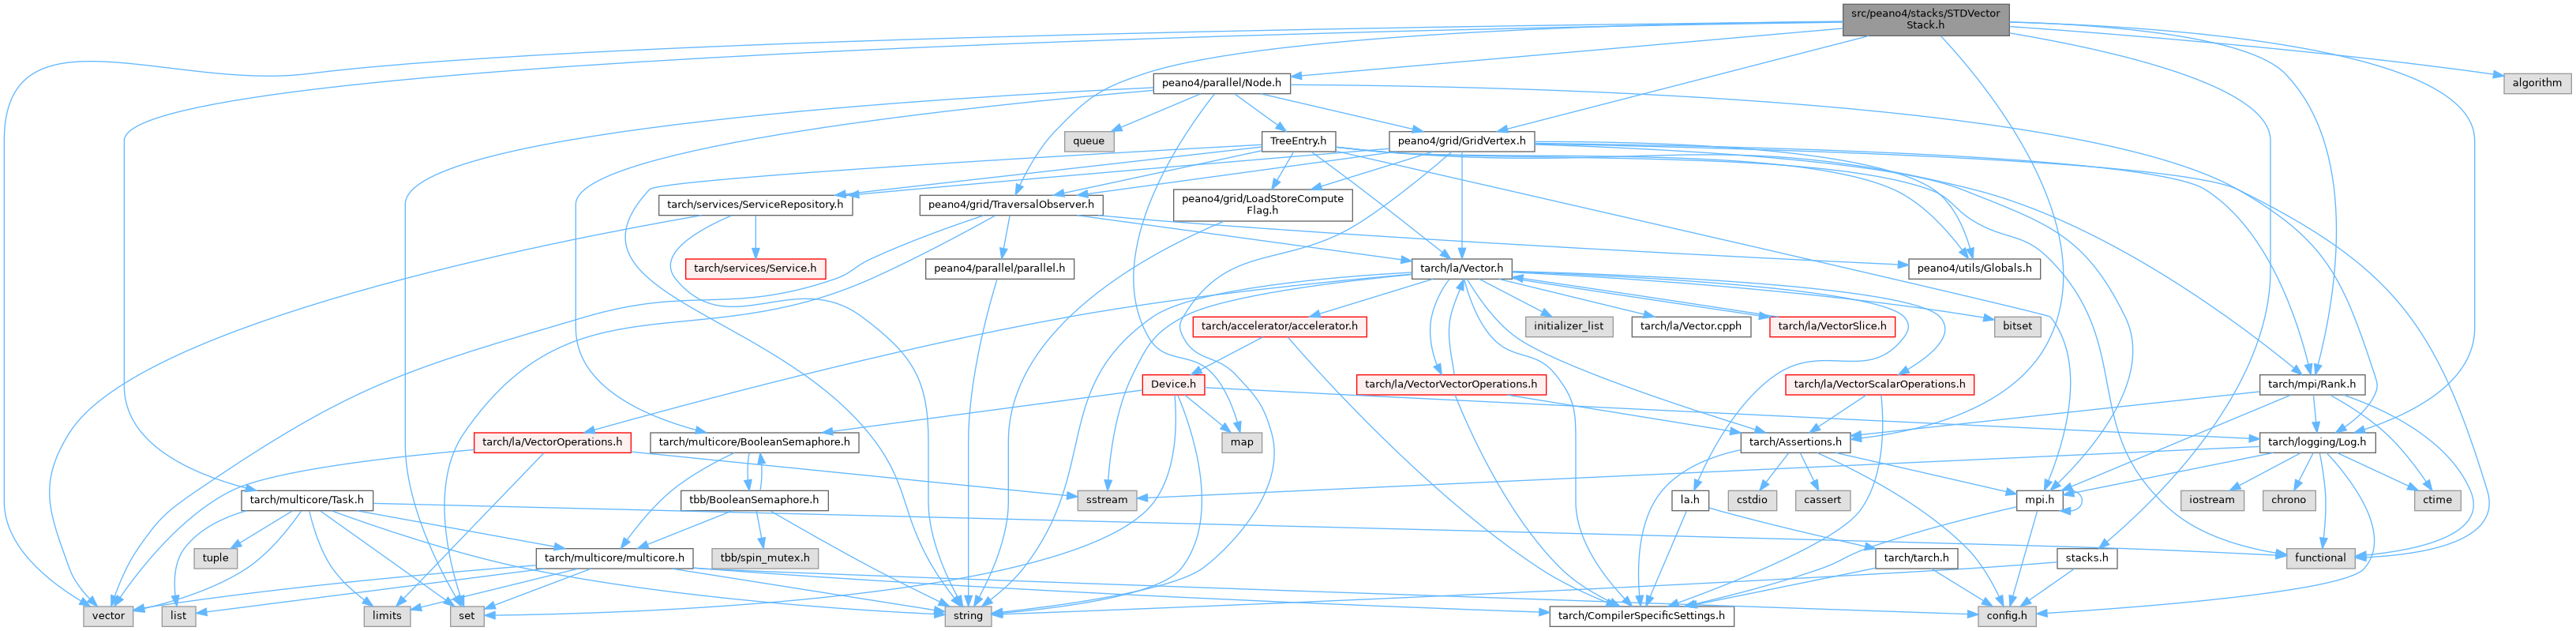 src/peano4/stacks/STDVector
Stack.h
peano4/parallel/Node.h
algorithm
queue
TreeEntry.h
peano4/grid/GridVertex.h
tarch/services/ServiceRepository.h
peano4/grid/TraversalObserver.h
peano4/grid/LoadStoreCompute
Flag.h
tarch/services/Service.h
peano4/parallel/parallel.h
tarch/la/Vector.h
peano4/utils/Globals.h
tarch/accelerator/accelerator.h
initializer_list
tarch/la/Vector.cpph
tarch/la/VectorSlice.h
bitset
Device.h
tarch/la/VectorVectorOperations.h
tarch/la/VectorScalarOperations.h
tarch/mpi/Rank.h
tarch/la/VectorOperations.h
tarch/multicore/BooleanSemaphore.h
map
tarch/Assertions.h
tarch/logging/Log.h
tarch/multicore/Task.h
tbb/BooleanSemaphore.h
sstream
la.h
cstdio
cassert
mpi.h
iostream
chrono
ctime
tuple
tarch/multicore/multicore.h
tbb/spin_mutex.h
tarch/tarch.h
stacks.h
functional
vector
list
limits
set
string
tarch/CompilerSpecificSettings.h
config.h